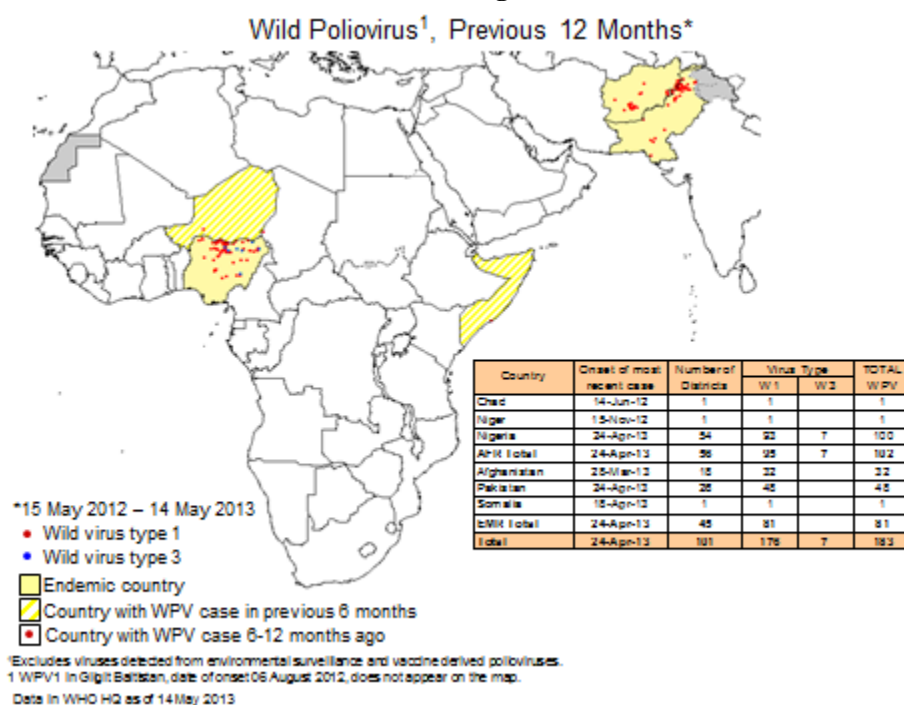 Wild Poliovirus¹, Previous 12 Months*
Country Onset of most recent case Number of Districts Virus Type W1 W3 TOTAL WPV
Chad 14-Jun-12 1 1 1
Niger 15-Nov-12 1 1 1
Nigeria 24-Apr-13 54 93 7 100
AFR Total 24-Apr-13 56 95 7 102
Afghanistan 28-Mar-13 18 32 32
Pakistan 24-Apr-13 26 48 48
Somalia 18-Apr-13 1 1 1
EMR Total 24-Apr-13 45 81 81
Total 24-Apr-13 101 176 7 183
*15 May 2012 – 14 May 2013
Wild virus type 1
Wild virus type 3
Endemic country
Country with WPV case in previous 6 months
Country with WPV case 6-12 months ago
¹Excludes viruses detected from environmental surveillance and vaccine derived polioviruses.
1 WPV1 in Gilgit Baltistan, date of onset 06 August 2012, does not appear on the map.
Data in WHO HQ as of 14 May 2013